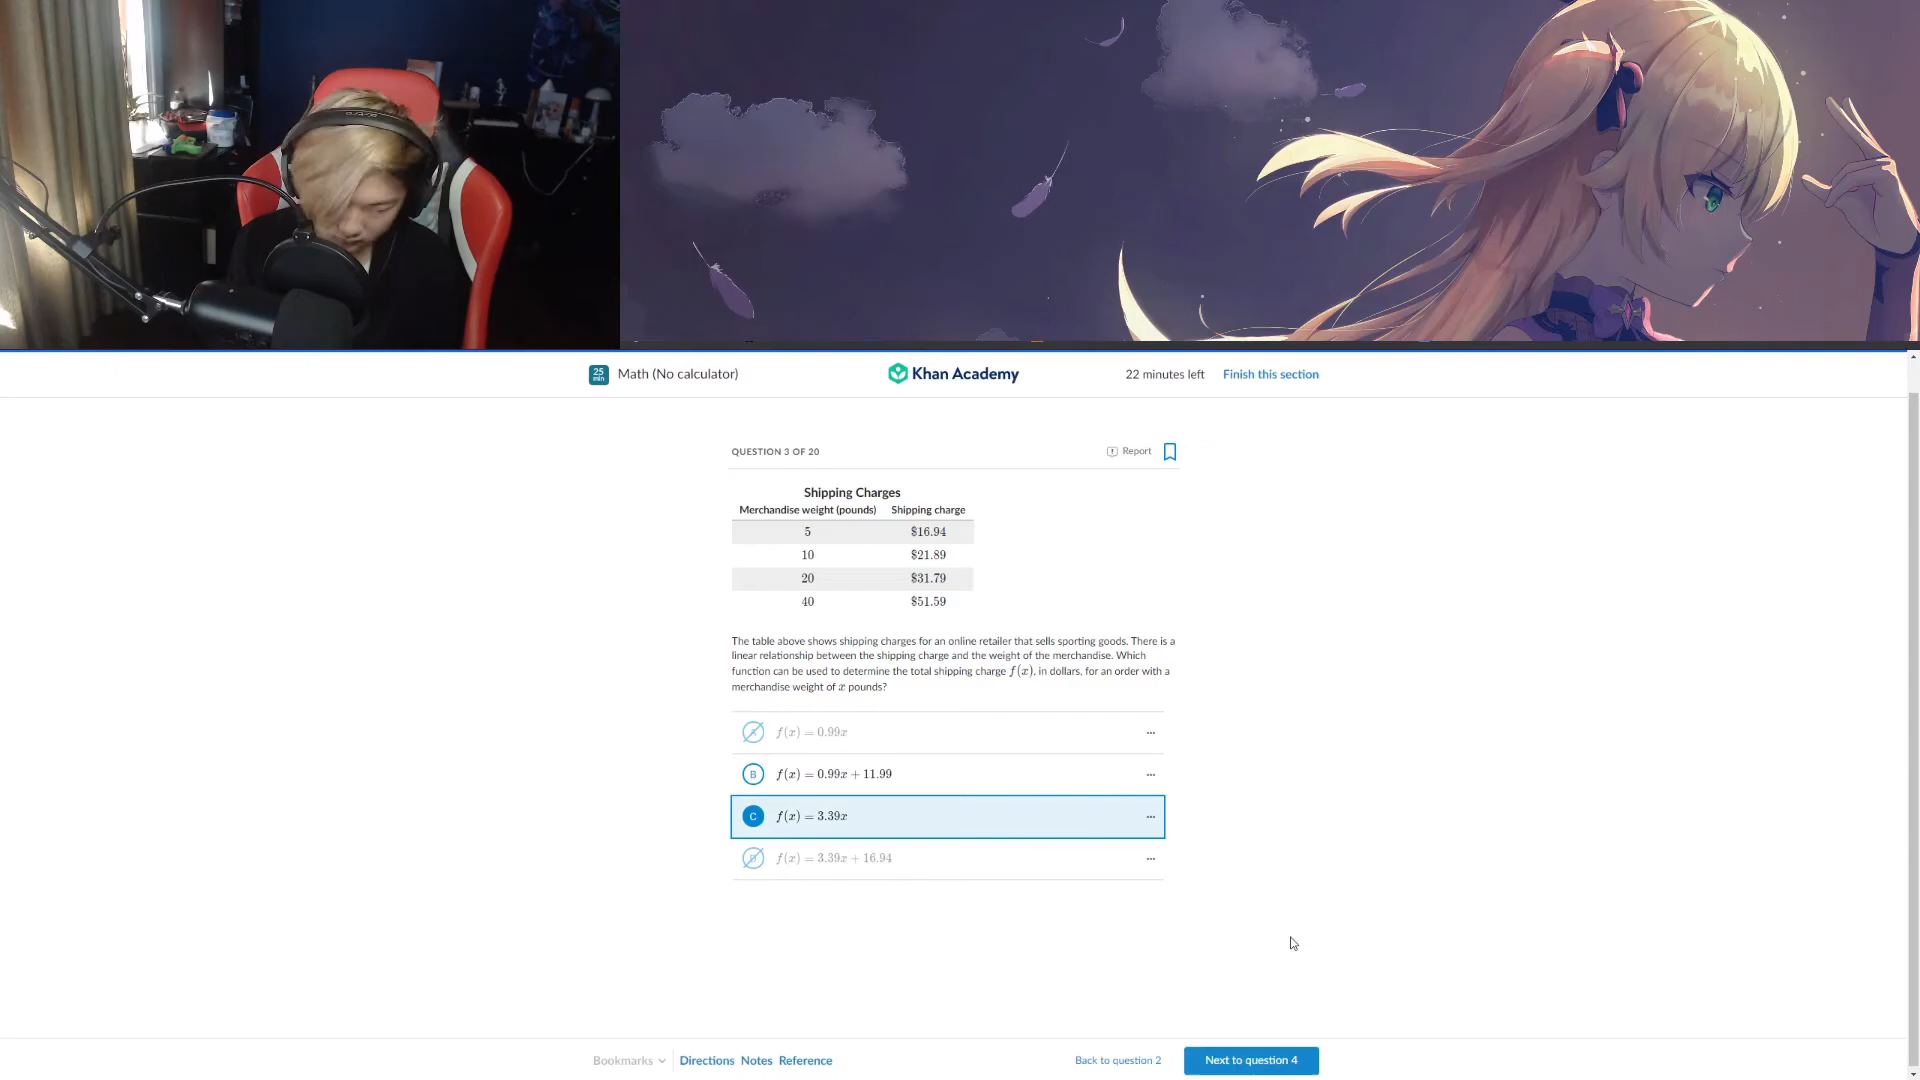 25 min
Math (No calculator)
Khan Academy
22 minutes left
Finish this section
QUESTION 3 OF 20
Report
Shipping Charges
Merchandise weight (pounds) Shipping charge
5 $16.94
10 $21.89
20 $31.79
40 $51.59
The table above shows shipping charges for an online retailer that sells sporting goods. There is a
linear relationship between the shipping charge and the weight of the merchandise. Which
function can be used to determine the total shipping charge f(x), in dollars, for an order with a
merchandise weight of x pounds?
A f(x) = 0.99x
B f(x) = 0.99x + 11.99
C f(x) = 3.39x
D f(x) = 3.39x + 16.94
Bookmarks
Directions
Notes
Reference
Back to question 2
Next to question 4